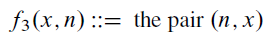 f₃(x, n) ::= the pair (n, x)